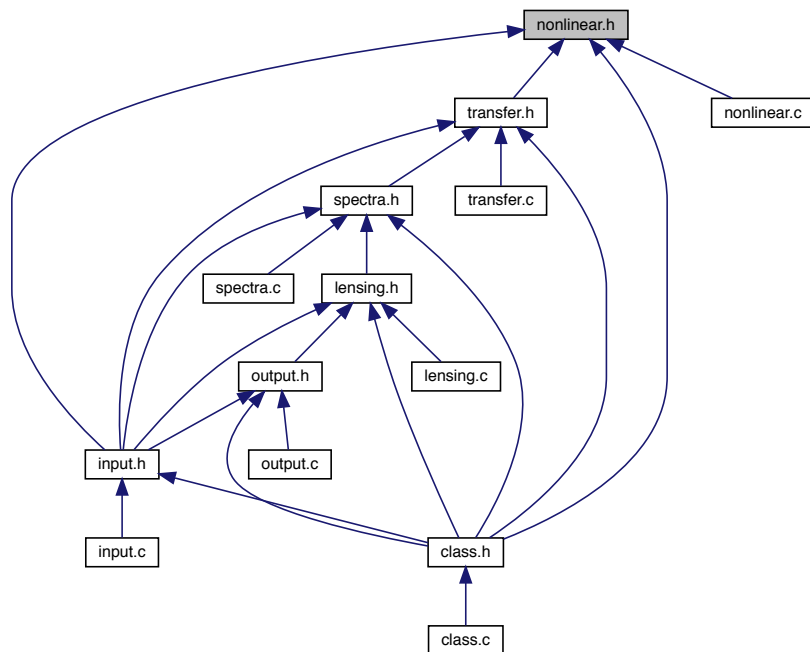 nonlinear.h
transfer.h
nonlinear.c
spectra.h
transfer.c
spectra.c
lensing.h
output.h
lensing.c
input.h
output.c
input.c
class.h
class.c